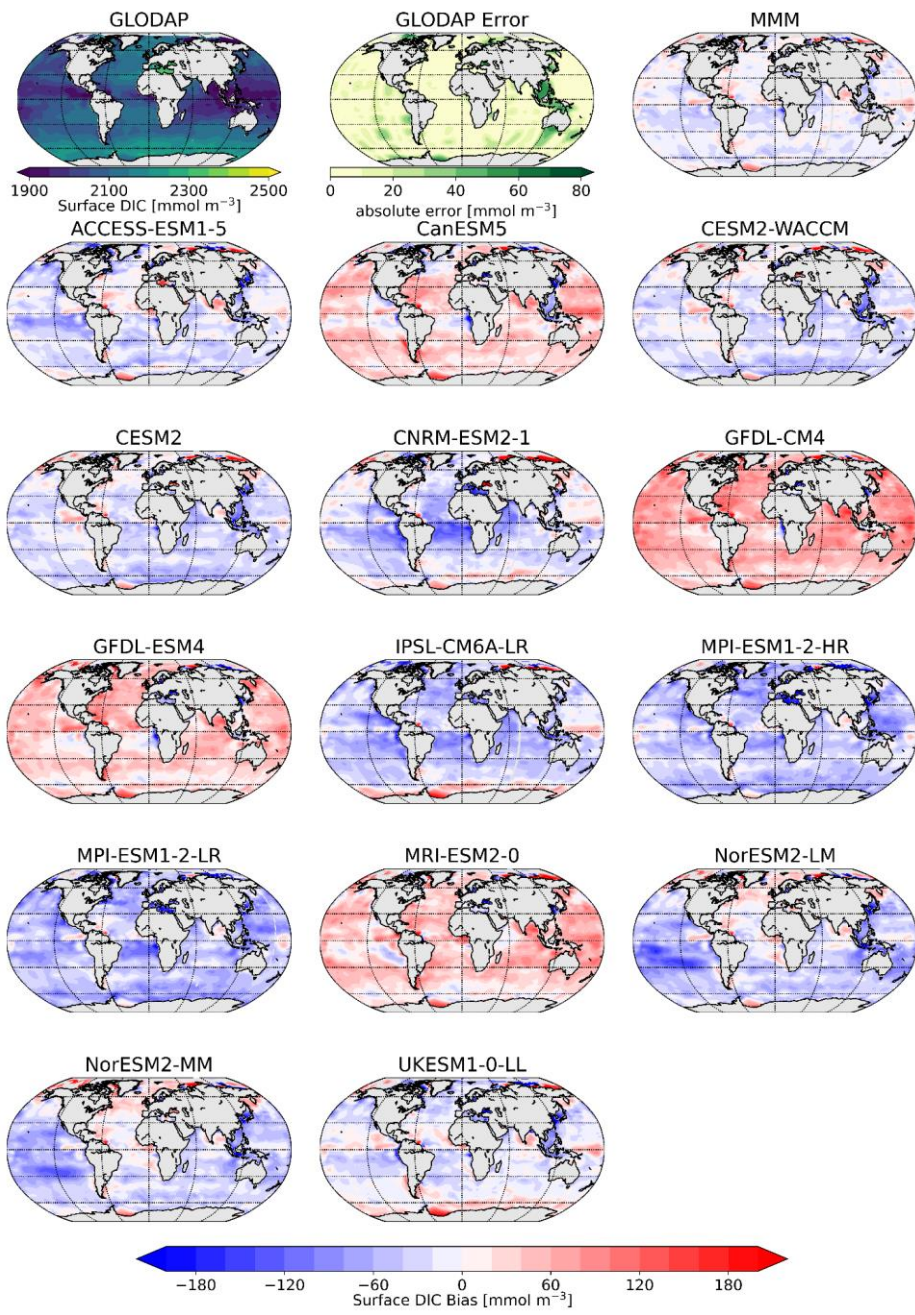 GLODAP
GLODAP Error
MMM
1900 2100 2300 2500
Surface DIC [mmol m⁻³]
0 20 40 60 80
absolute error [mmol m⁻³]
ACCESS-ESM1-5
CanESM5
CESM2-WACCM
CESM2
CNRM-ESM2-1
GFDL-CM4
GFDL-ESM4
IPSL-CM6A-LR
MPI-ESM1-2-HR
MPI-ESM1-2-LR
MRI-ESM2-0
NorESM2-LM
NorESM2-MM
UKESM1-0-LL
−180 −120 −60 0 60 120 180
Surface DIC Bias [mmol m⁻³]